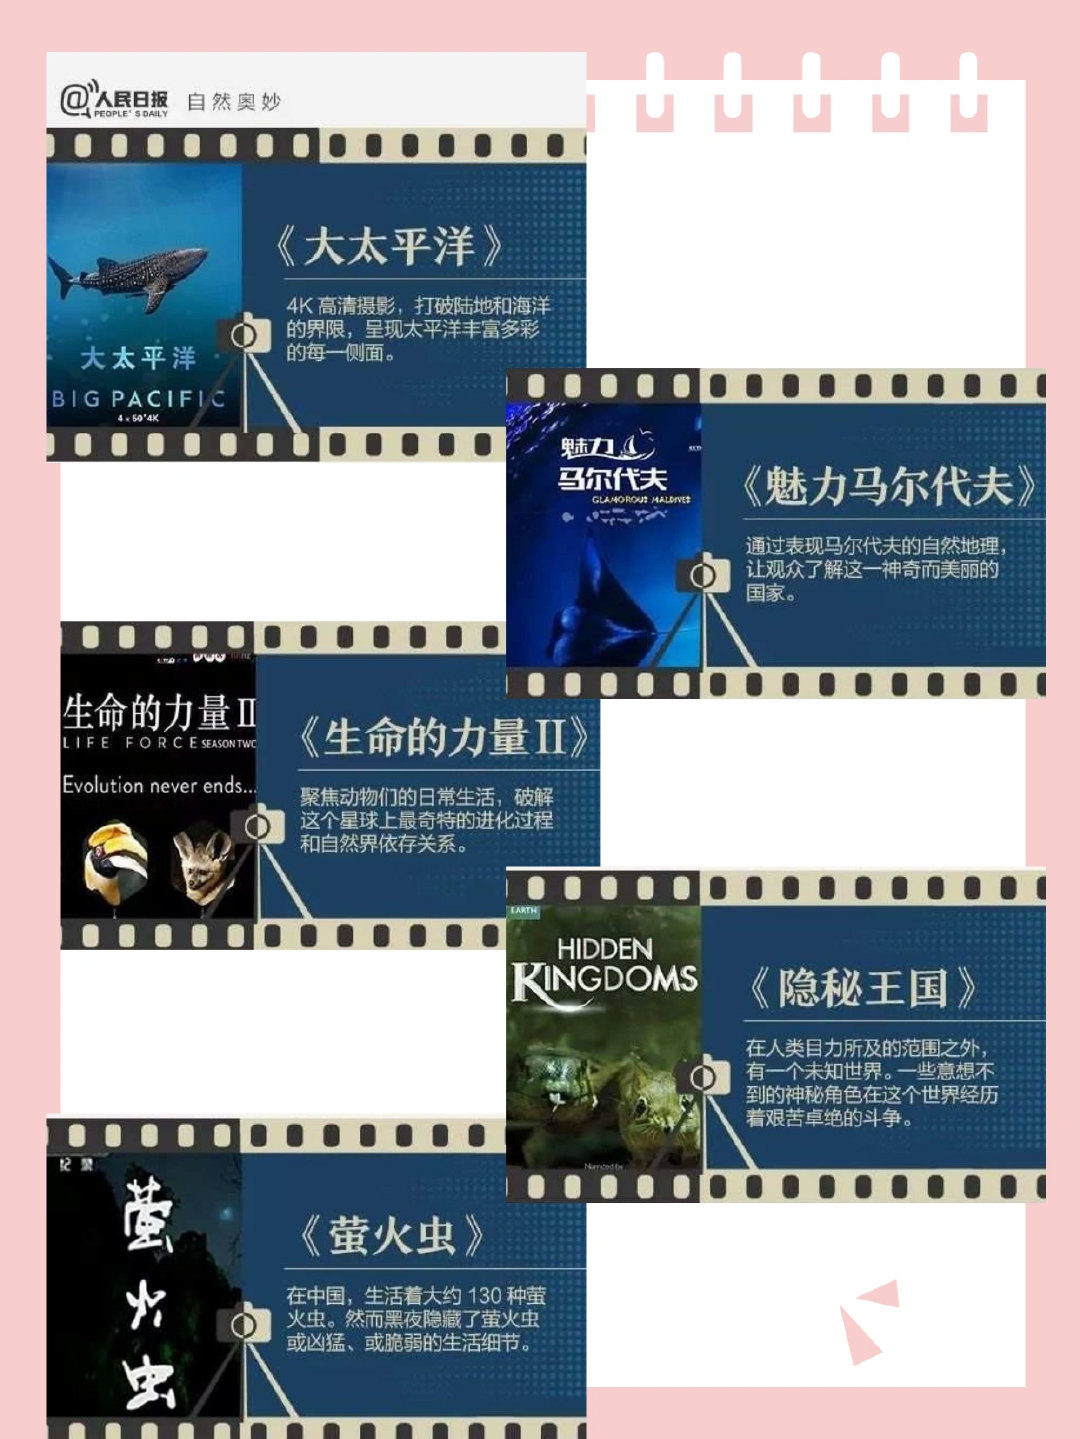 @人民日报
PEOPLE'S DAILY
自然奥妙
大太平洋
BIG PACIFIC
4 x 50' 4K
《大太平洋》
4K 高清摄影，打破陆地和海洋
的界限，呈现太平洋丰富多彩
的每一侧面。
魅力
马尔代夫
GLAMOROUS MALDIVES
《魅力马尔代夫》
通过表现马尔代夫的自然地理，
让观众了解这一神奇而美丽的
国家。
生命的力量II
LIFE FORCE SEASON TWO
Evolution never ends...
《生命的力量II》
聚焦动物们的日常生活，破解
这个星球上最奇特的进化过程
和自然界依存关系。
EARTH
HIDDEN
KINGDOMS
Narrated by
《隐秘王国》
在人类目力所及的范围之外，
有一个未知世界。一些意想不
到的神秘角色在这个世界经历
着艰苦卓绝的斗争。
纪录
萤火虫
《萤火虫》
在中国，生活着大约 130 种萤
火虫。然而黑夜隐藏了萤火虫
或凶猛、或脆弱的生活细节。